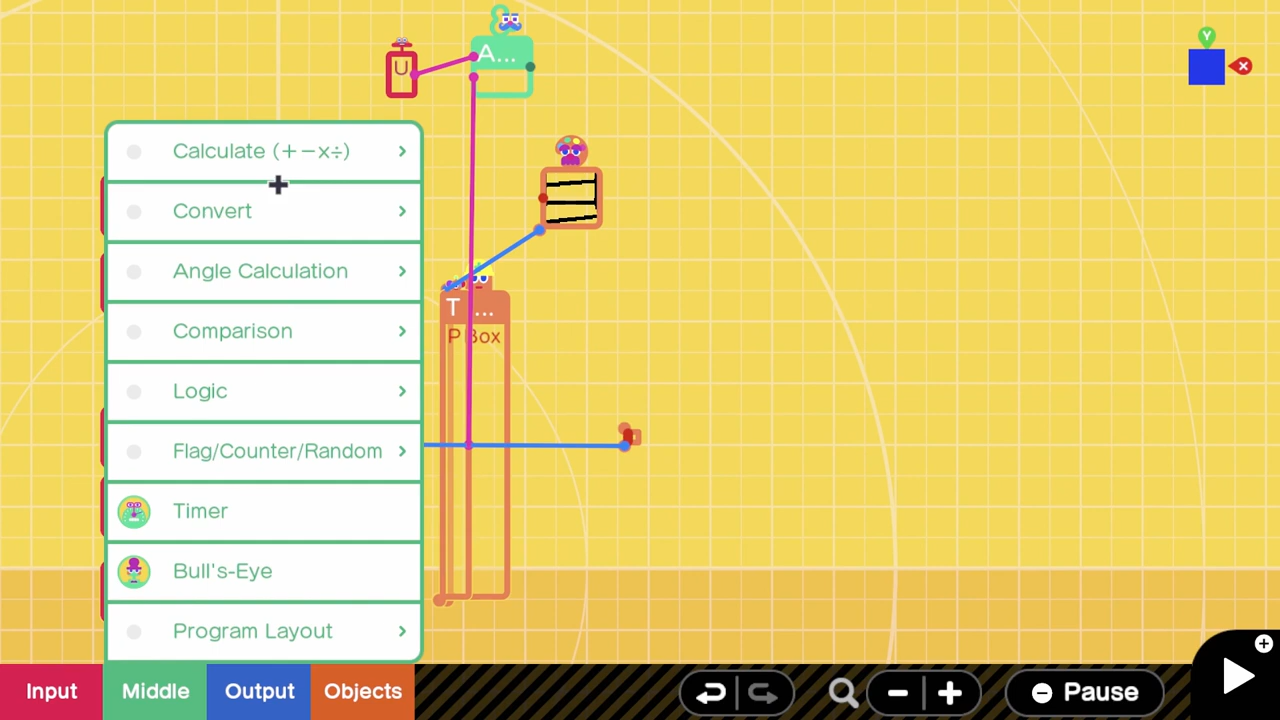 U
A...
Y
Calculate (+−×÷)
Convert
Angle Calculation
T ...
Comparison
P Box
Logic
Flag/Counter/Random
Timer
Bull's-Eye
Program Layout
Input
Middle
Output
Objects
Pause